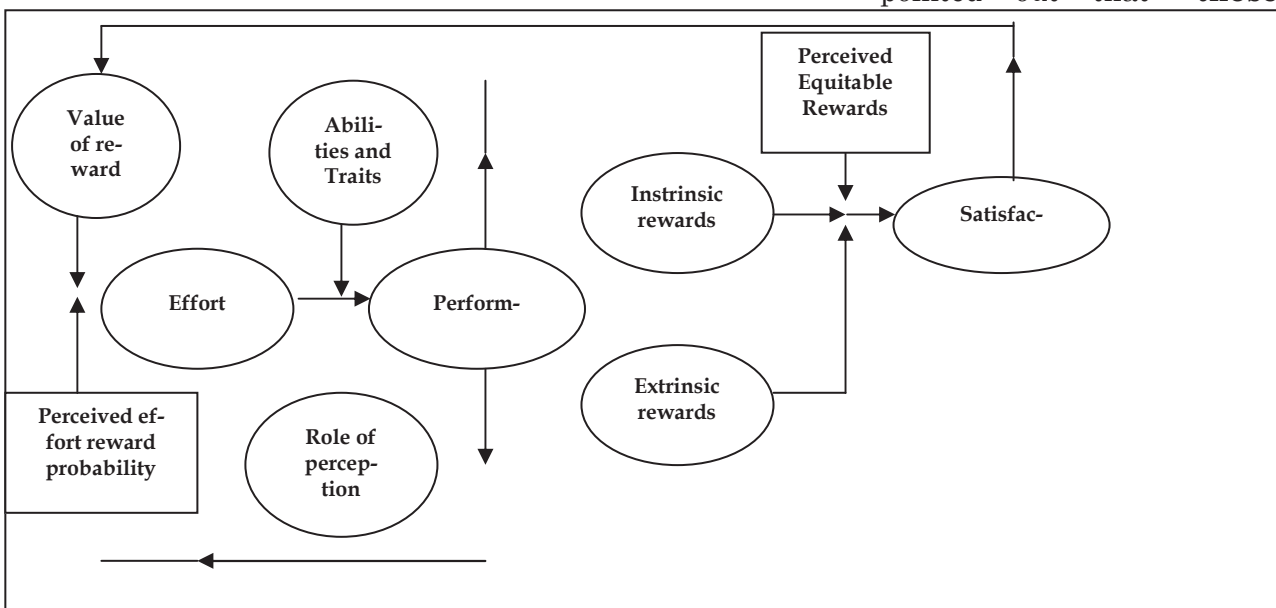 pointed out that these
Perceived
Equitable
Rewards
Value
of re-
ward
Abili-
ties and
Traits
Instrinsic
rewards
Satisfac-
Effort
Perform-
Extrinsic
rewards
Perceived ef-
fort reward
probability
Role of
percep-
tion